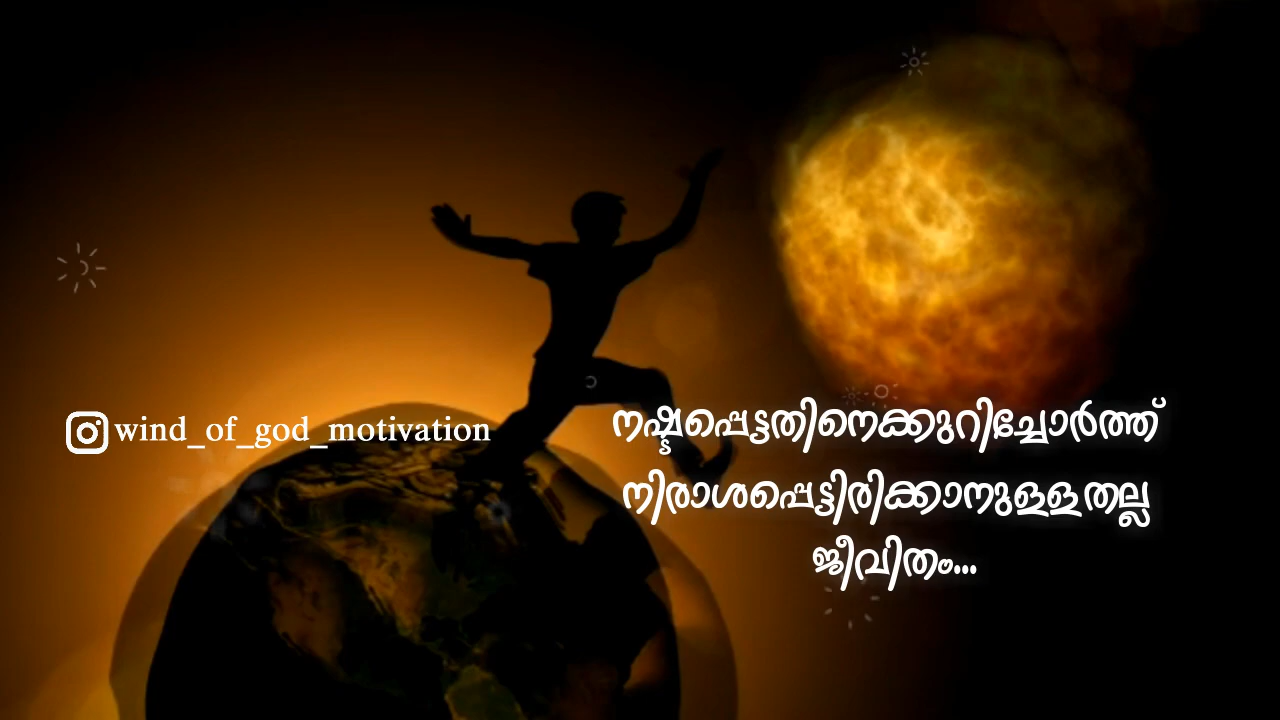 wind_of_god_motivation
നഷ്ടപ്പെട്ടതിനെക്കുറിച്ചോർത്ത്
നിരാശപ്പെട്ടിരിക്കാനുള്ളതല്ല
ജീവിതം...